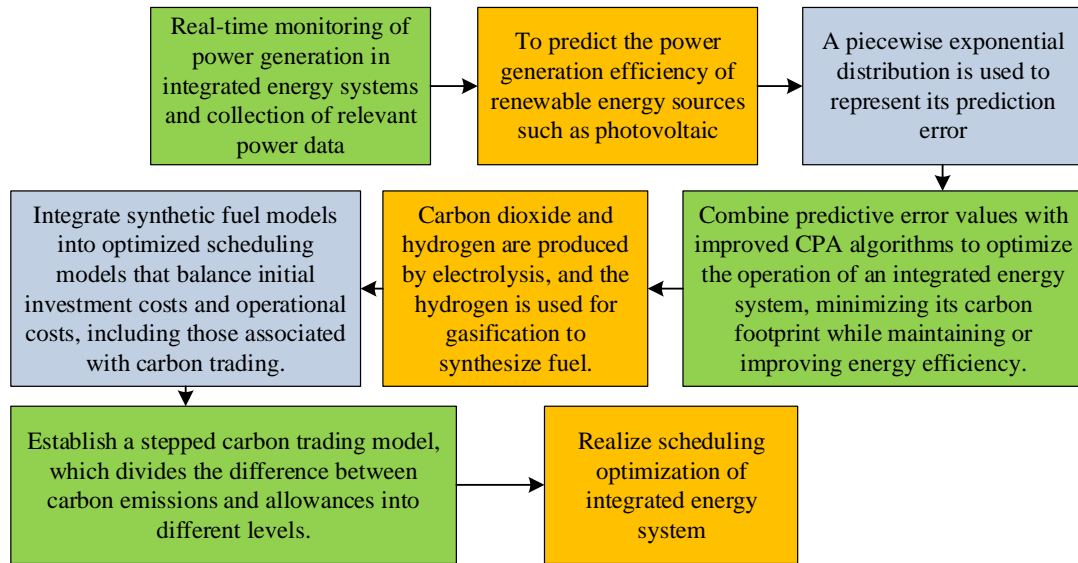 Real-time monitoring
of power generation in
integrated energy systems
and collection of relevant
power data
To predict the power
generation efficiency of
renewable energy sources
such as photovoltaic
A piecewise exponential
distribution is used to
represent its prediction
error
Combine predictive error values with
improved CPA algorithms to optimize
the operation of an integrated energy
system, minimizing its carbon
footprint while maintaining or
improving energy efficiency.
Carbon dioxide and
hydrogen are produced
by electrolysis, and the
hydrogen is used for
gasification to
synthesize fuel.
Integrate synthetic fuel models
into optimized scheduling
models that balance initial
investment costs and operational
costs, including those associated
with carbon trading.
Establish a stepped carbon trading model,
which divides the difference between
carbon emissions and allowances into
different levels.
Realize scheduling
optimization of
integrated energy
system